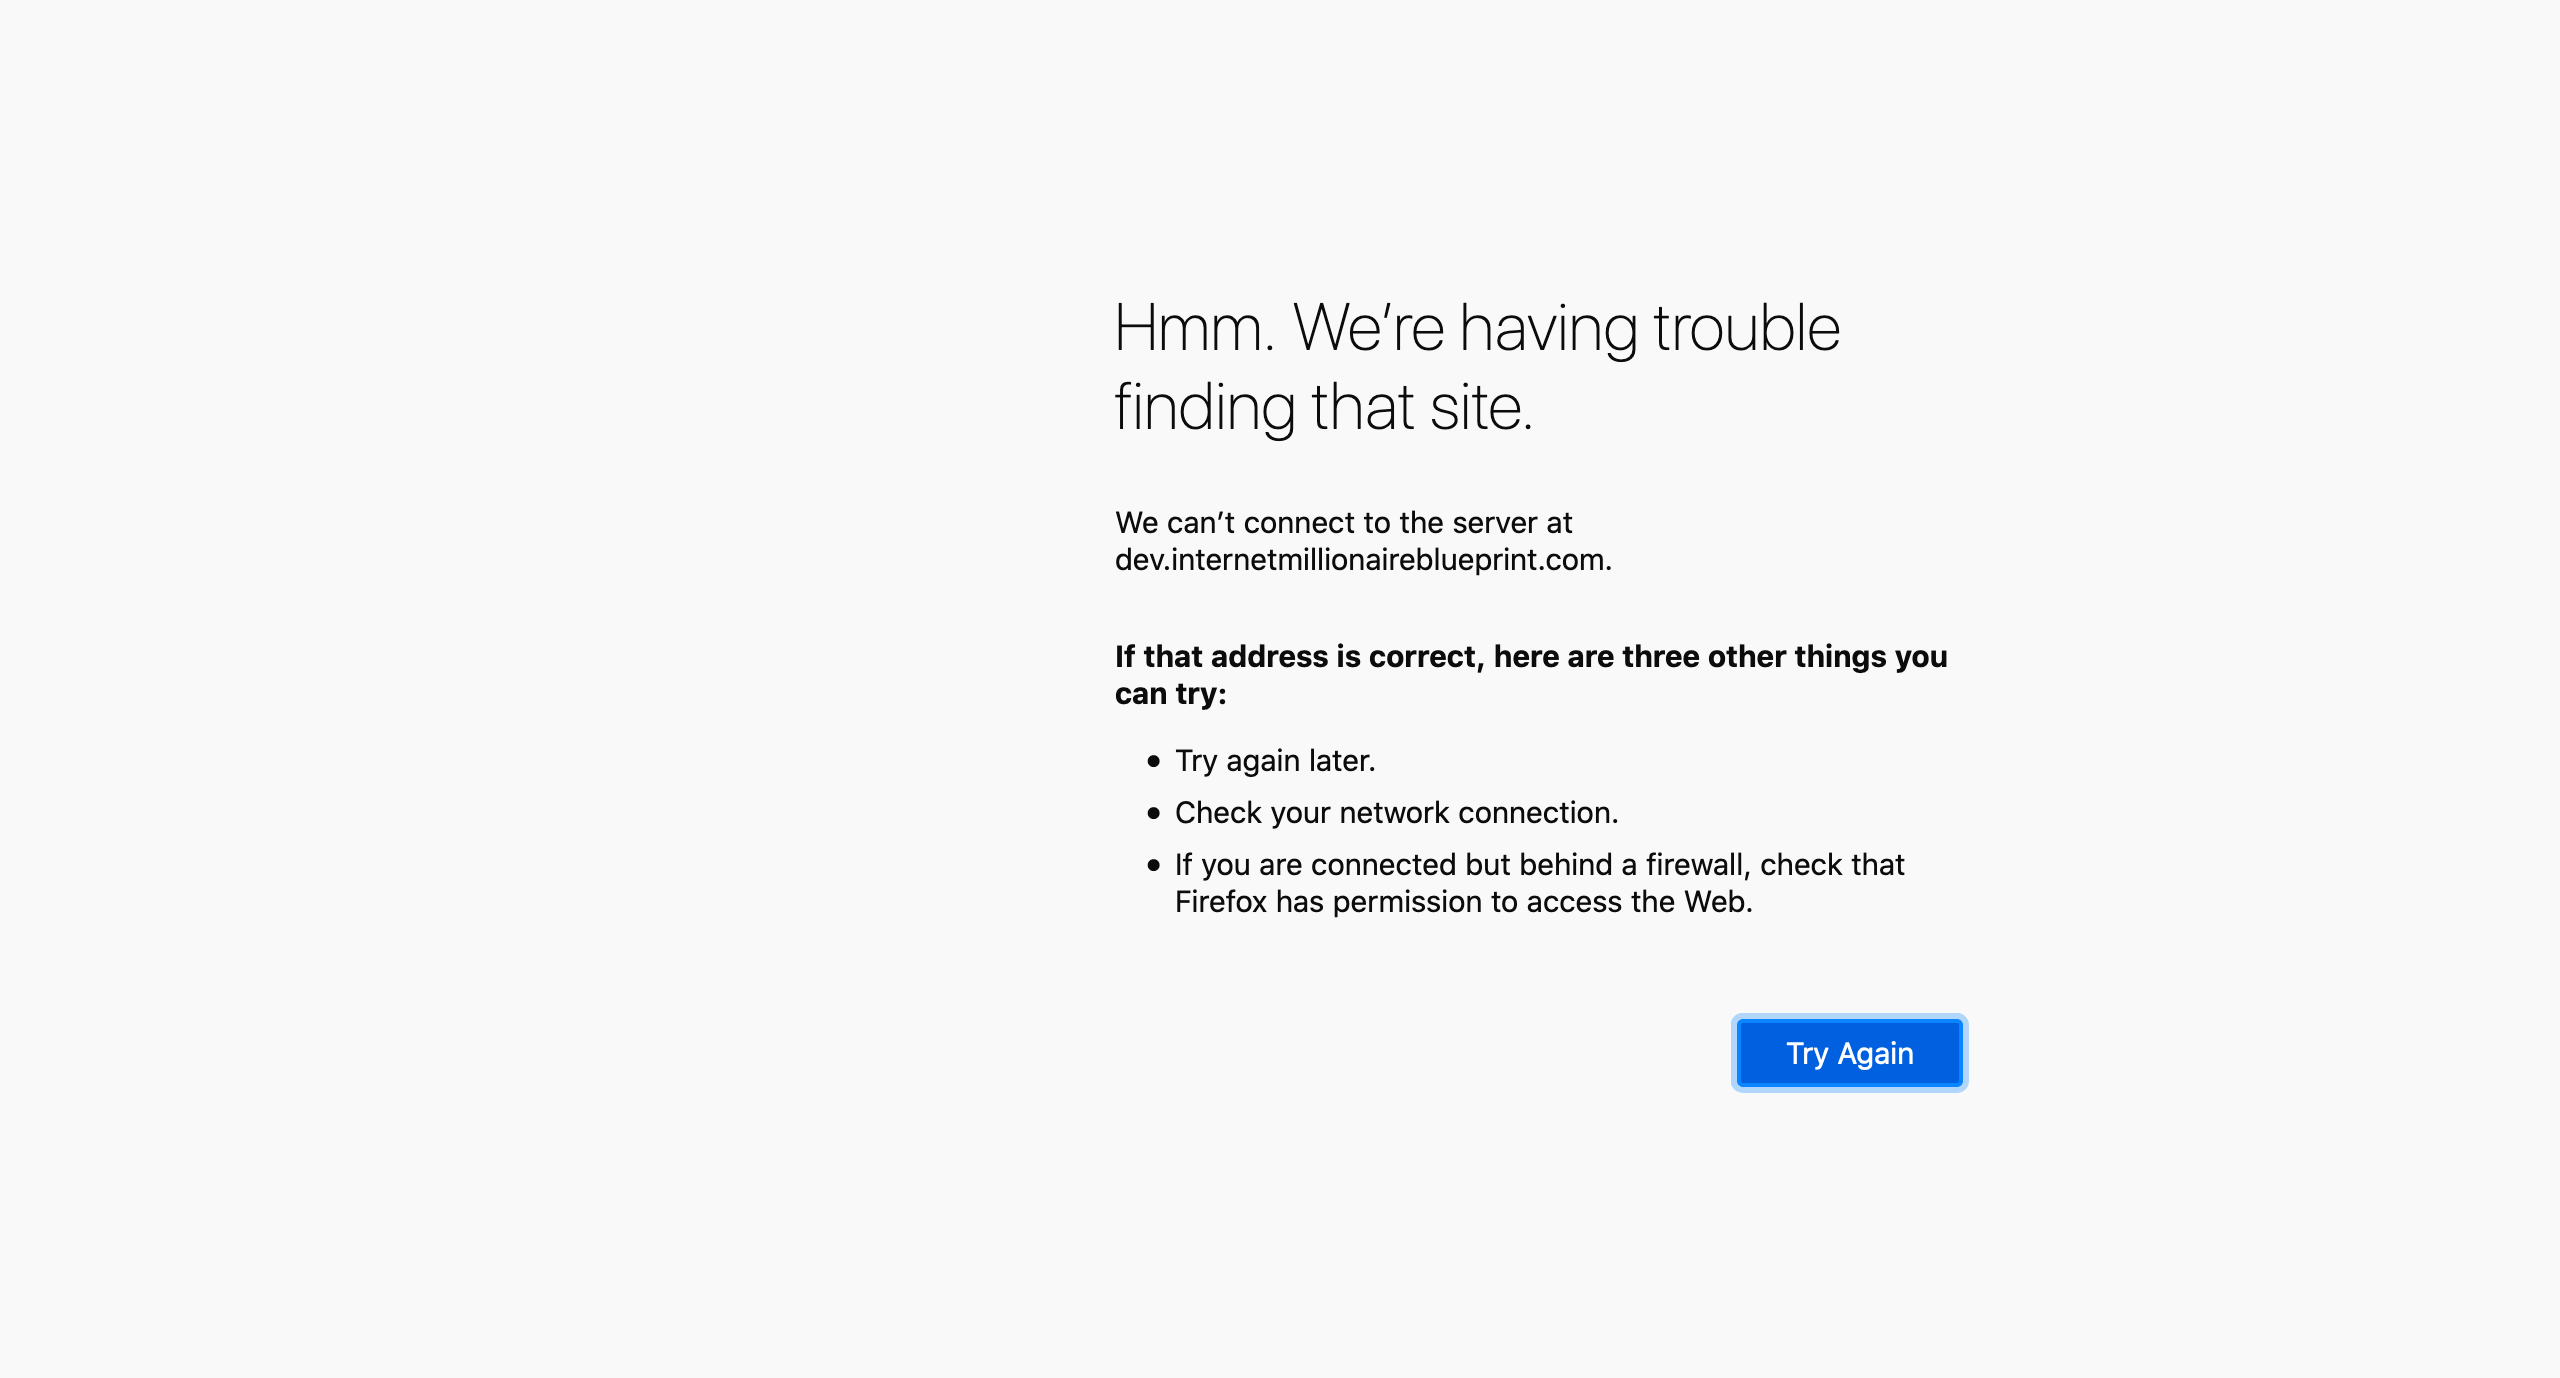 Hmm. We’re having trouble
finding that site.
We can’t connect to the server at
dev.internetmillionaireblueprint.com.
If that address is correct, here are three other things you
can try:
• Try again later.
• Check your network connection.
• If you are connected but behind a firewall, check that
Firefox has permission to access the Web.
Try Again